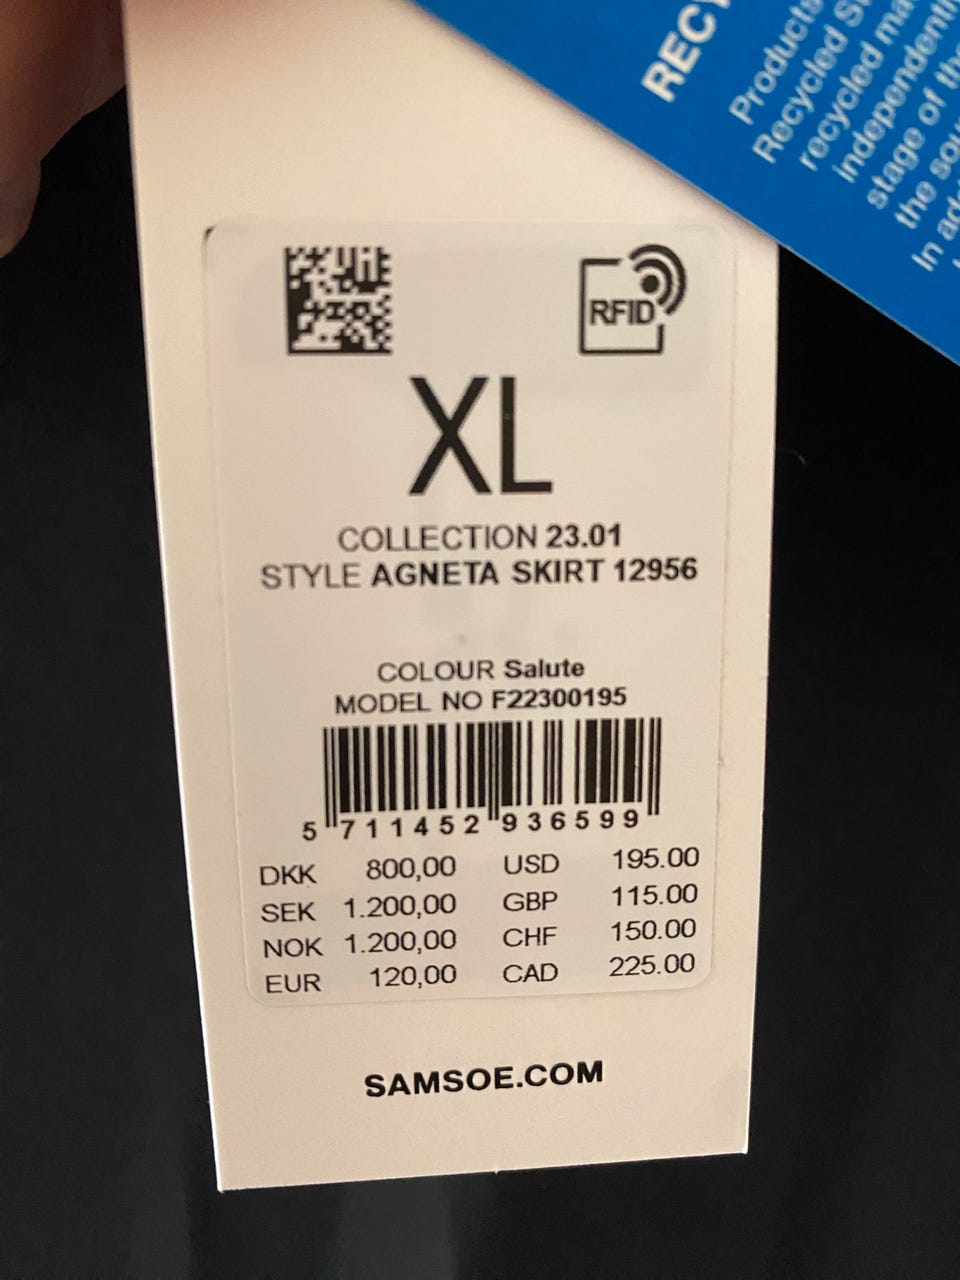 RFID
XL
COLLECTION 23.01
STYLE AGNETA SKIRT 12956
COLOUR Salute
MODEL NO F22300195
5 711452 936599
DKK 800,00 USD 195.00
SEK 1.200,00 GBP 115.00
NOK 1.200,00 CHF 150.00
EUR 120,00 CAD 225.00
SAMSOE.COM
Products
Recycled
recycled
independently
stage of the
the
In